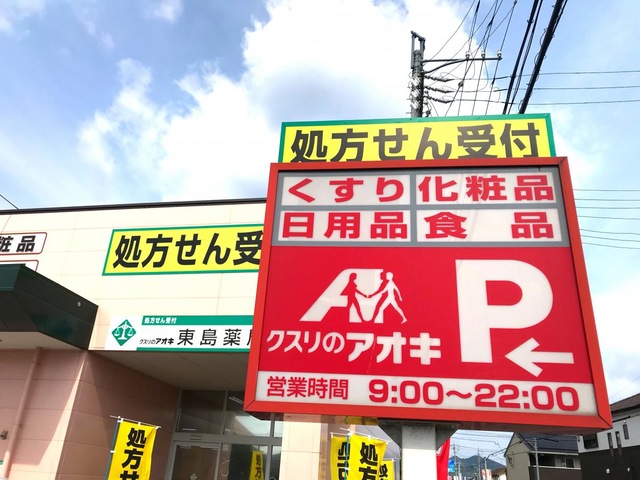 処方せん受付
くすり 化粧品
日用品 食品
P
クスリのアオキ
営業時間 9:00〜22:00
粧品
処方せん受
処方せん受付
クスリのアオキ 東島薬
処方せ
処方